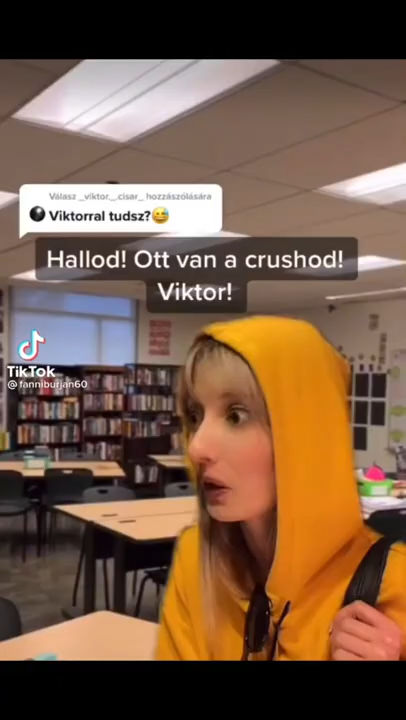 Válasz _viktor._.cisar_ hozzászólására
Viktorral tudsz?😅
Hallod! Ott van a crushod!
Viktor!
TikTok
@fanniburjan60